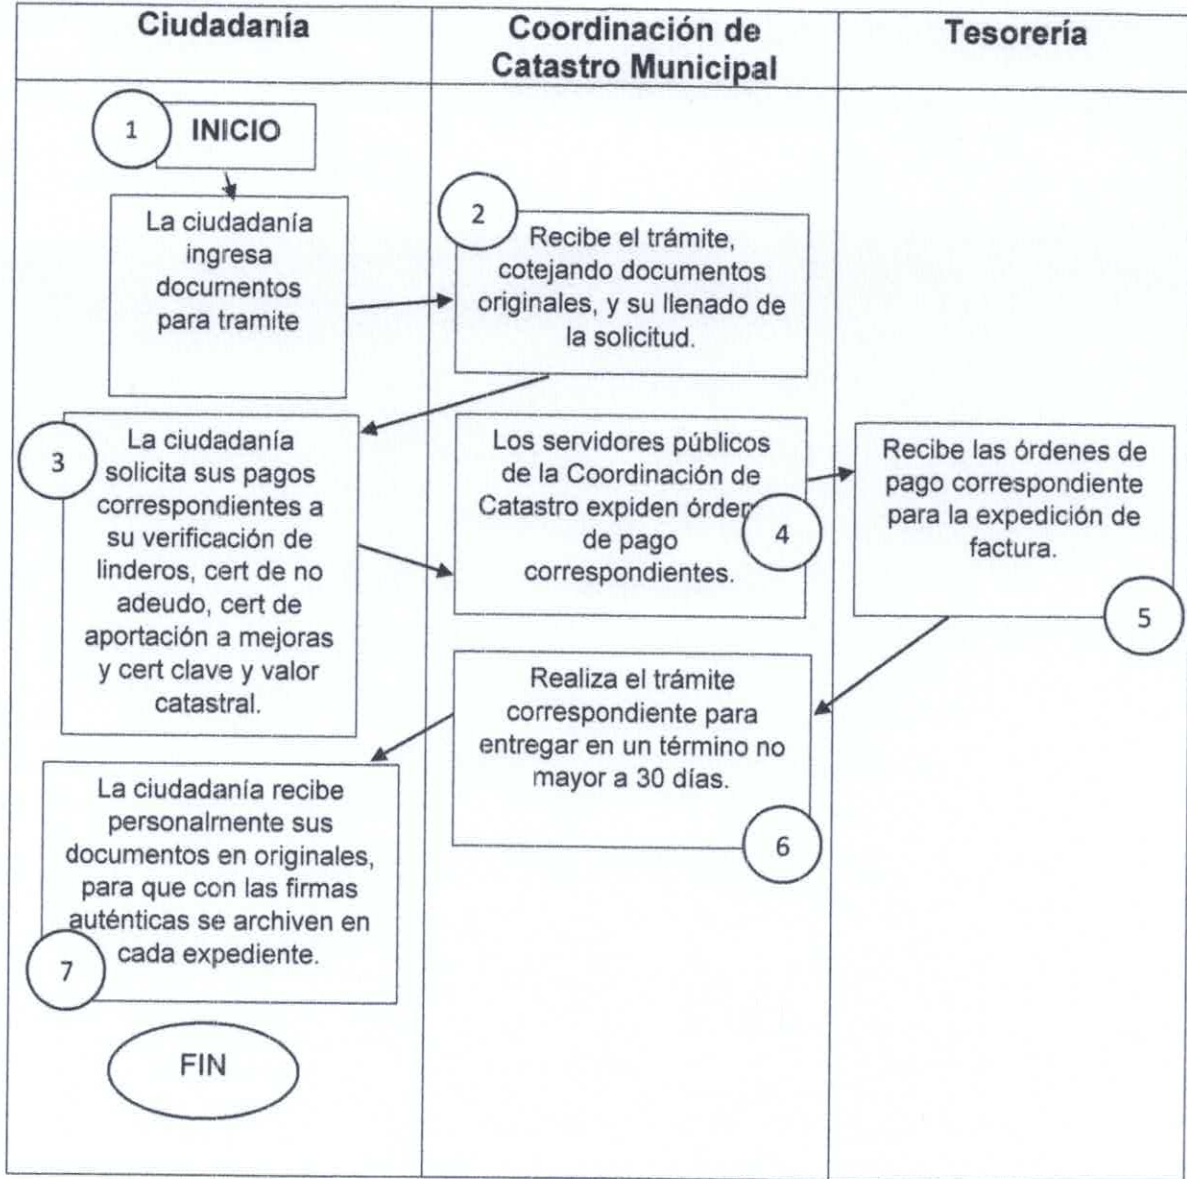 Ciudadanía
Coordinación de
Catastro Municipal
Tesorería
1
INICIO
La ciudadanía
ingresa
documentos
para tramite
2
Recibe el trámite,
cotejando documentos
originales, y su llenado de
la solicitud.
3
La ciudadanía
solicita sus pagos
correspondientes a
su verificación de
linderos, cert de no
adeudo, cert de
aportación a mejoras
y cert clave y valor
catastral.
Los servidores públicos
de la Coordinación de
Catastro expiden órden
de pago
correspondientes.
4
Recibe las órdenes de
pago correspondiente
para la expedición de
factura.
5
Realiza el trámite
correspondiente para
entregar en un término no
mayor a 30 días.
6
La ciudadanía recibe
personalmente sus
documentos en originales,
para que con las firmas
auténticas se archiven en
cada expediente.
7
FIN